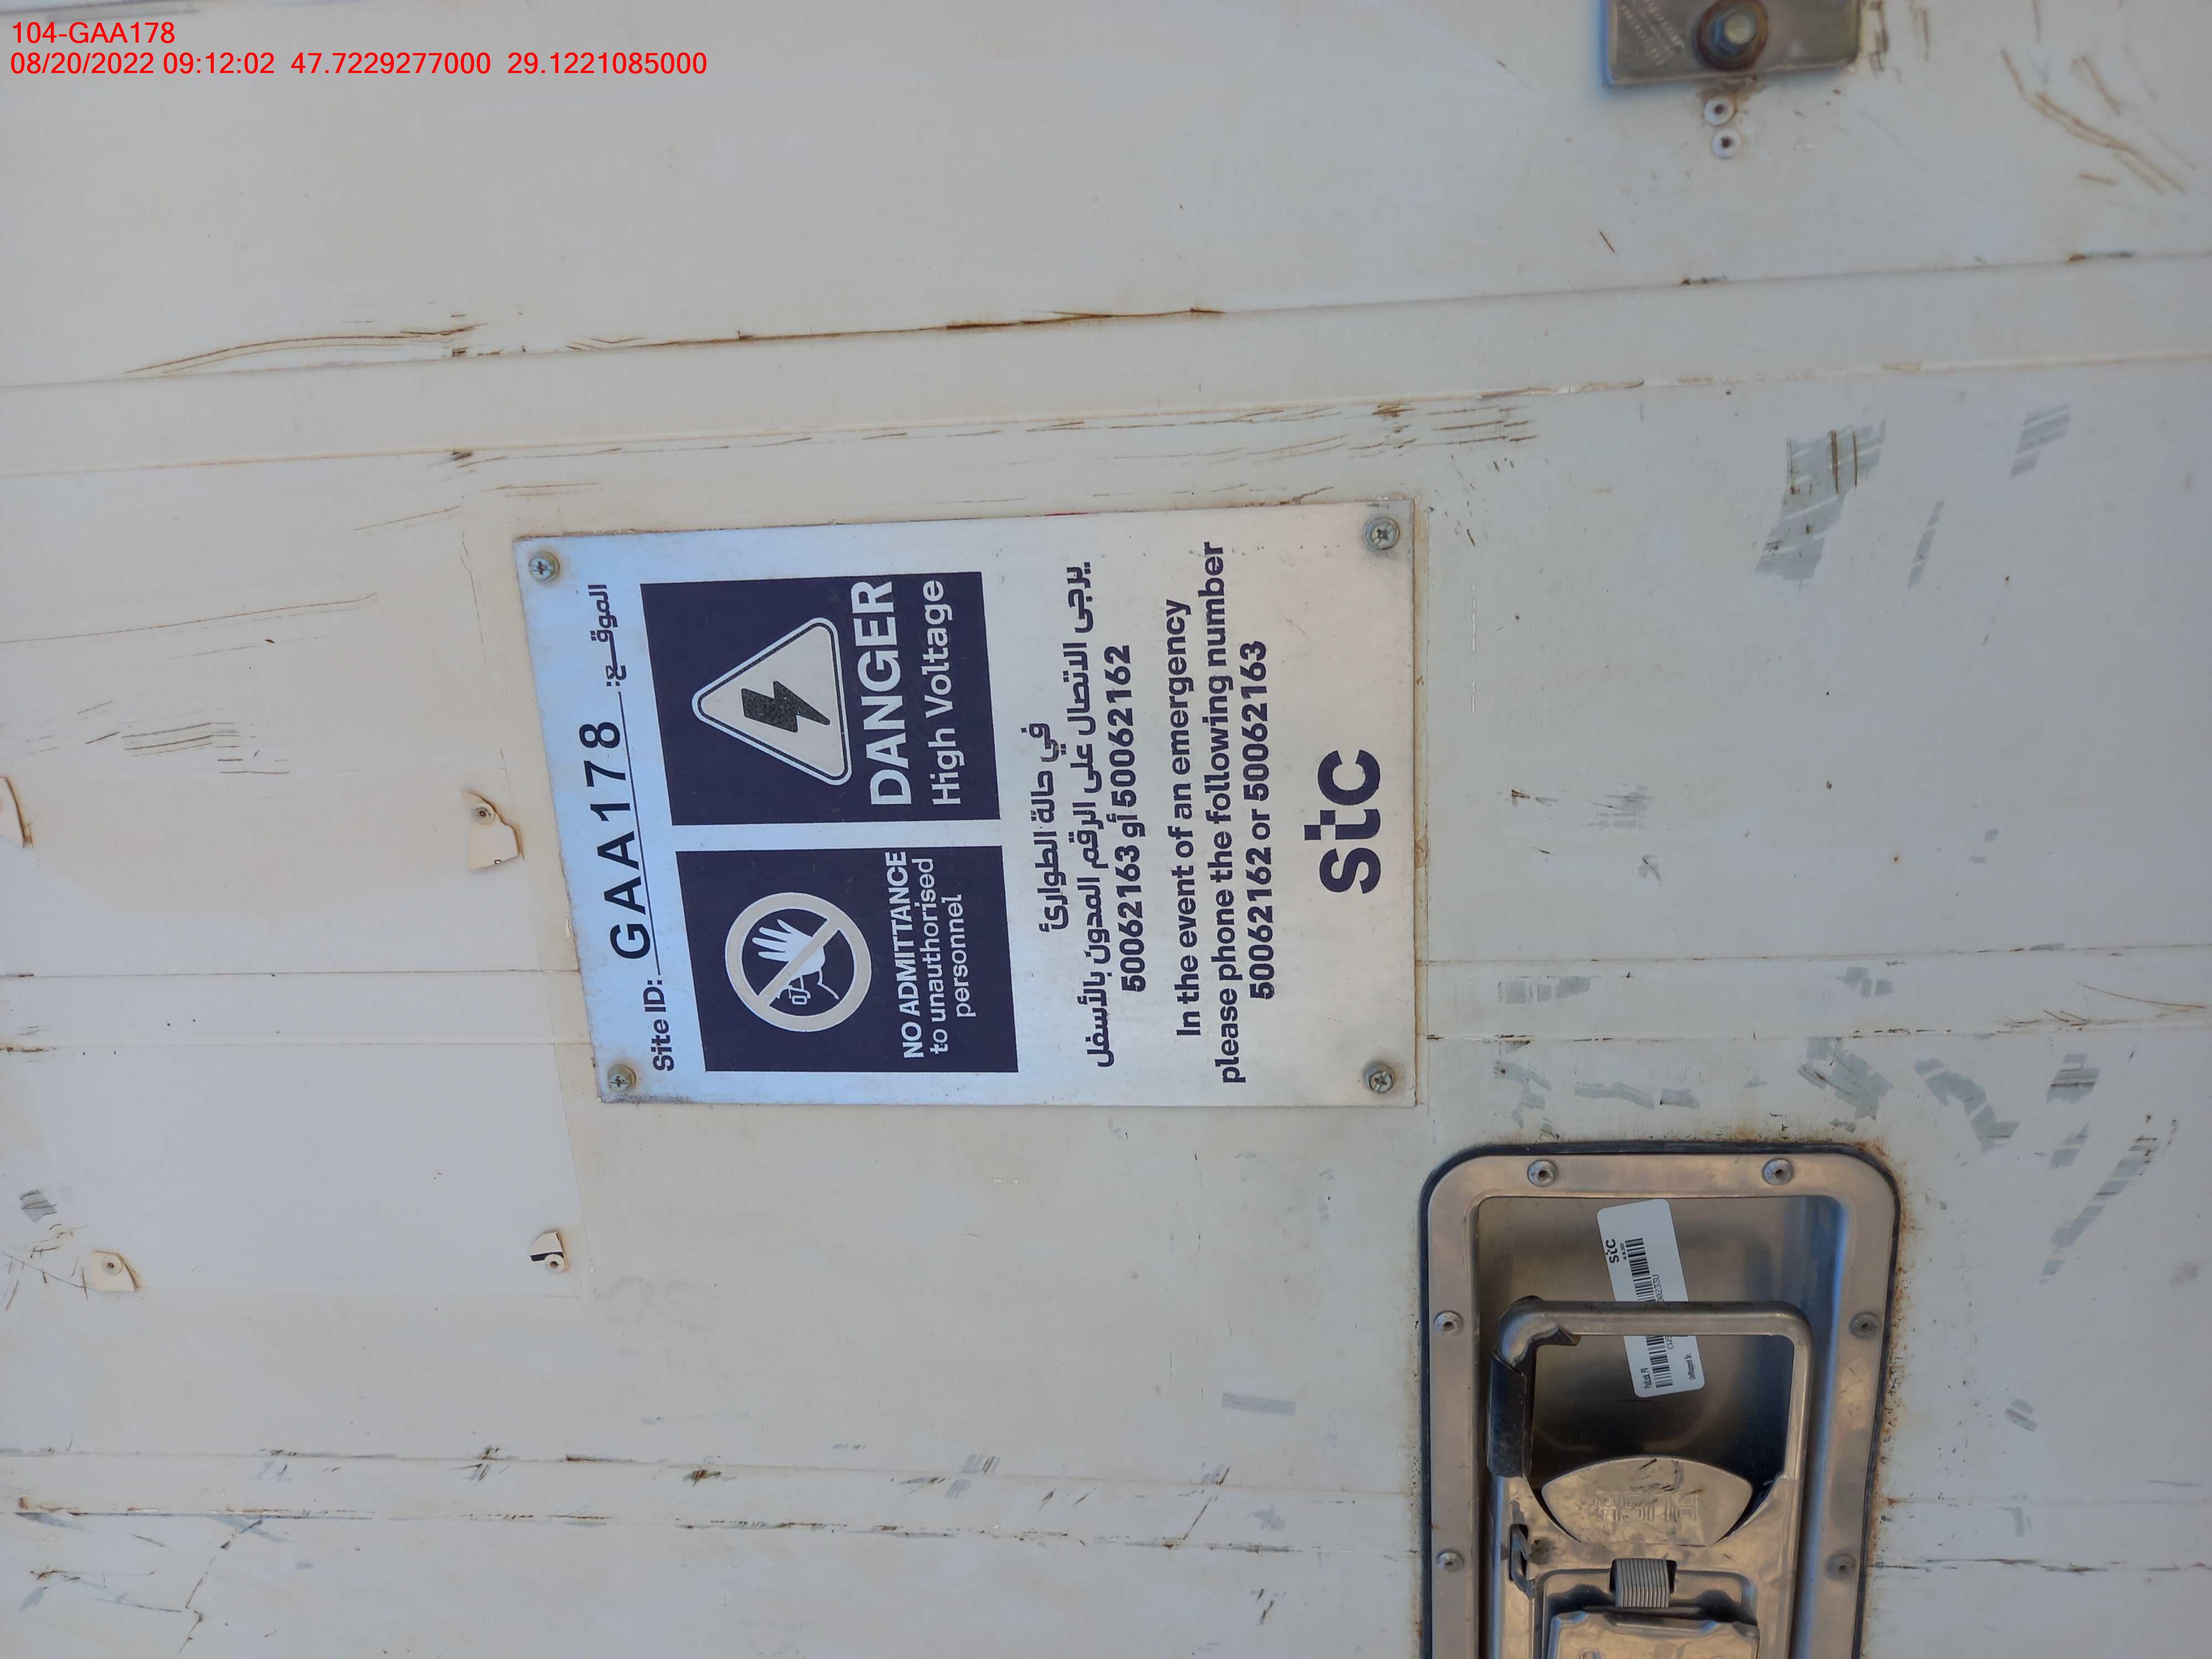 104-GAA178
08/20/2022 09:12:02 47.7229277000 29.1221085000
Site ID: GAA178 الموقـــع:
NO ADMITTANCE
to unauthorised
personnel
DANGER
High Voltage
في حالة الطوارئ
يرجى الاتصال على الرقم المدون بالأسفل
50062163 أو 50062162
In the event of an emergency
please phone the following number
50062162 or 50062163
stc
stc
PUSH